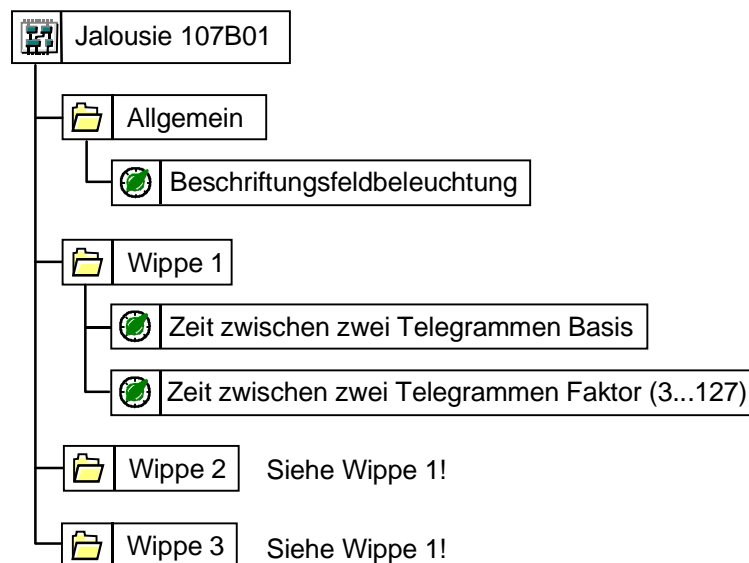 Jalousie 107B01
Allgemein
Beschriftungsfeldbeleuchtung
Wippe 1
Zeit zwischen zwei Telegrammen Basis
Zeit zwischen zwei Telegrammen Faktor (3...127)
Wippe 2 Siehe Wippe 1!
Wippe 3 Siehe Wippe 1!